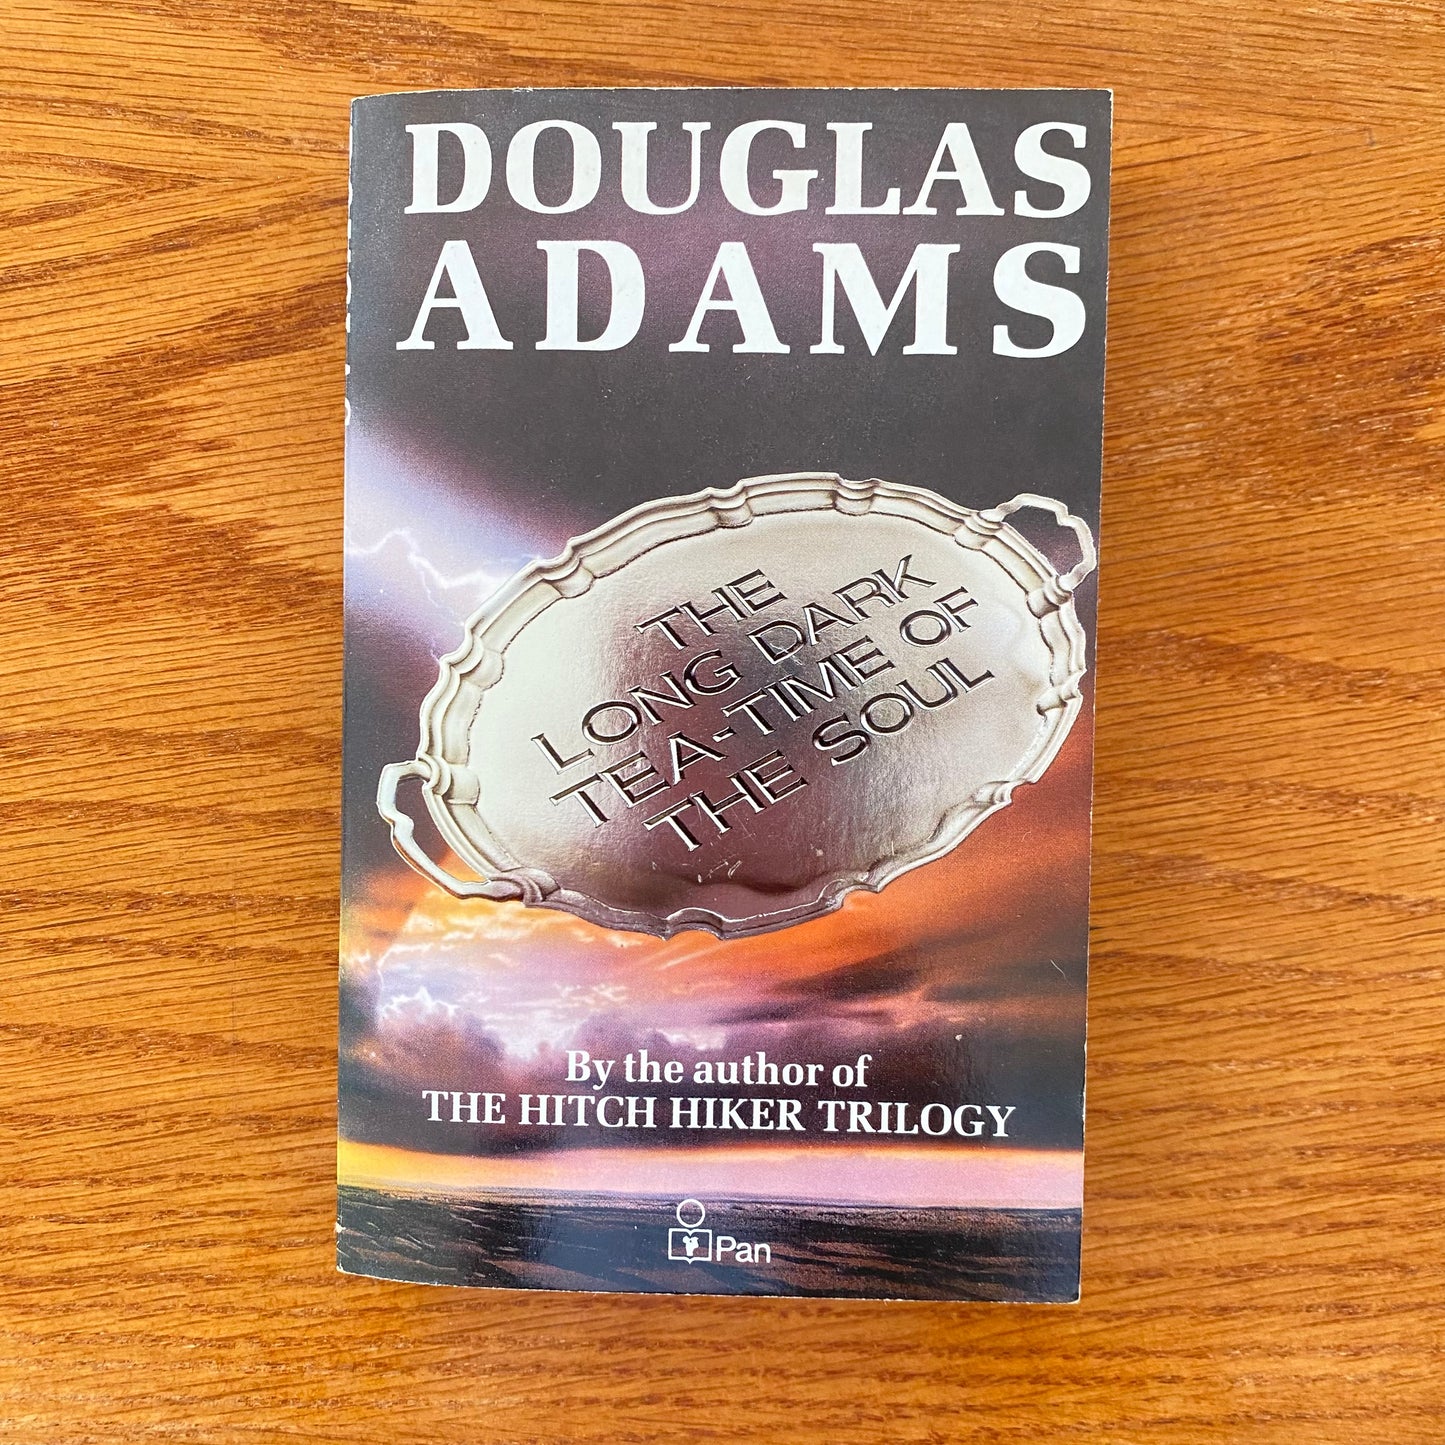 DOUGLAS
ADAMS
THE
LONG DARK
TEA-TIME OF
THE SOUL
By the author of
THE HITCH HIKER TRILOGY
Pan